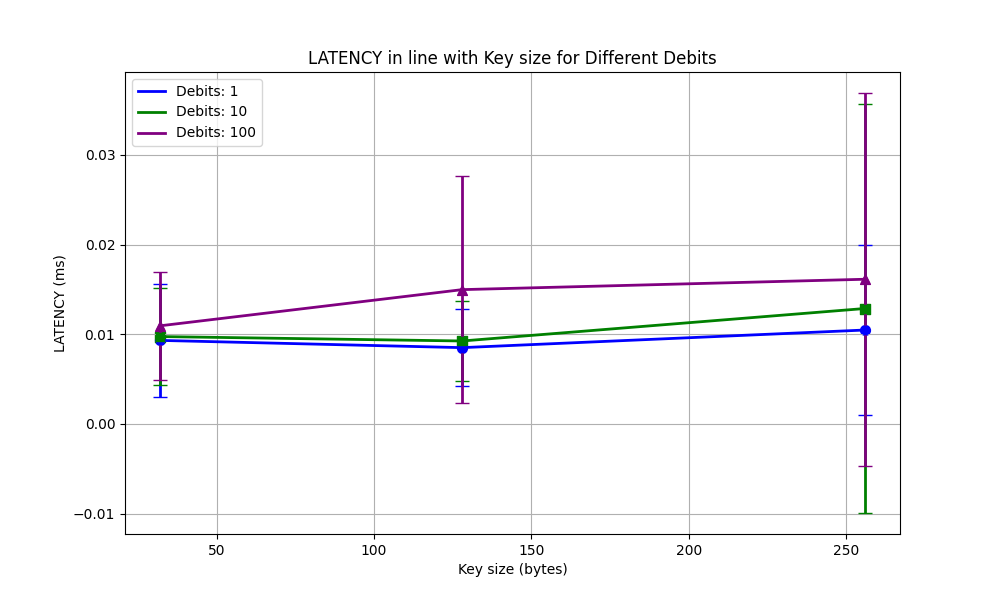 LATENCY in line with Key size for Different Debits
Debits: 1
Debits: 10
Debits: 100
LATENCY (ms)
0.03
0.02
0.01
0.00
−0.01
50 100 150 200 250
Key size (bytes)